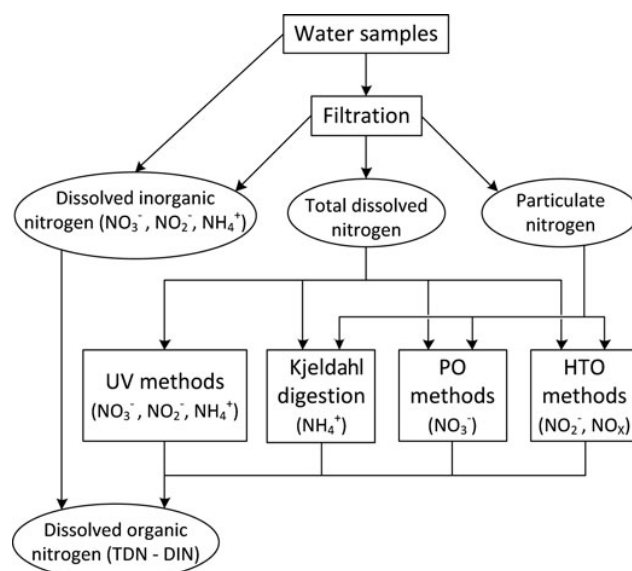 Water samples
Filtration
Dissolved inorganic
nitrogen (NO₃⁻, NO₂⁻, NH₄⁺)
Total dissolved
nitrogen
Particulate
nitrogen
UV methods
(NO₃⁻, NO₂⁻, NH₄⁺)
Kjeldahl
digestion
(NH₄⁺)
PO
methods
(NO₃⁻)
HTO
methods
(NO₂⁻, NOₓ)
Dissolved organic
nitrogen (TDN - DIN)